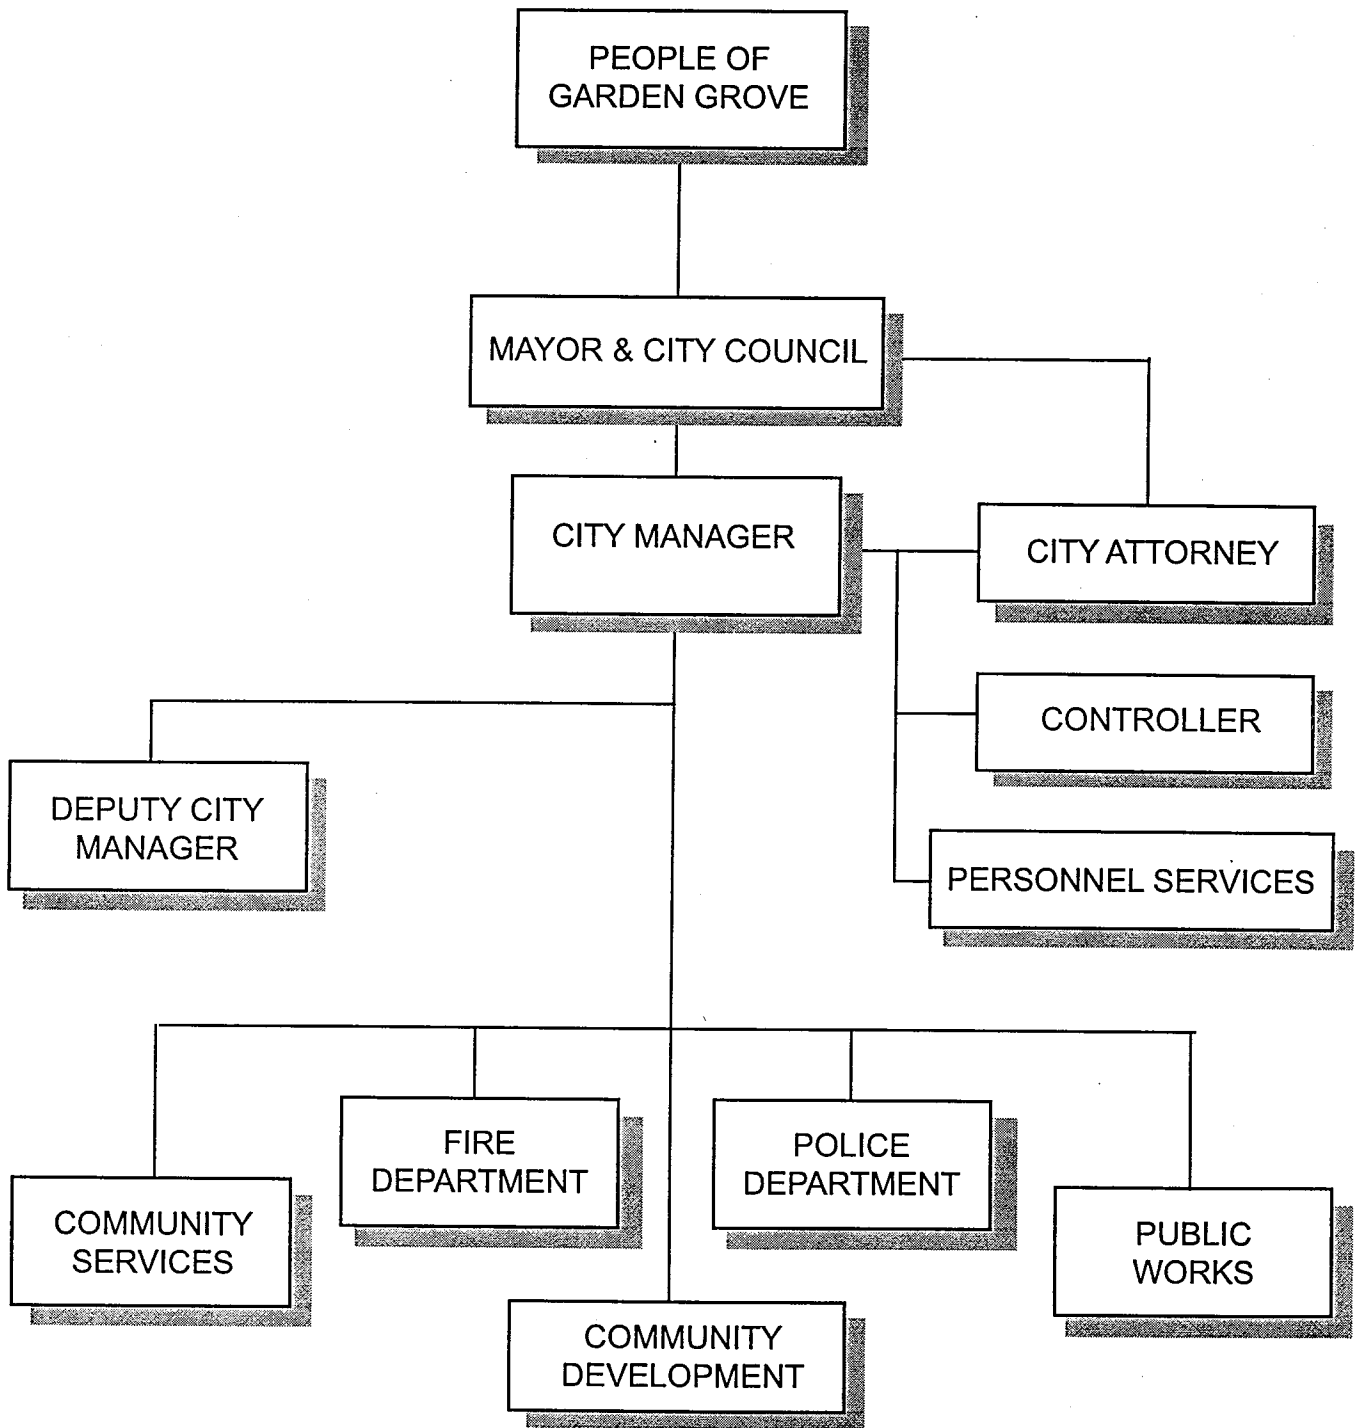 PEOPLE OF
GARDEN GROVE
MAYOR & CITY COUNCIL
CITY MANAGER
CITY ATTORNEY
CONTROLLER
DEPUTY CITY
MANAGER
PERSONNEL SERVICES
FIRE
DEPARTMENT
POLICE
DEPARTMENT
COMMUNITY
SERVICES
PUBLIC
WORKS
COMMUNITY
DEVELOPMENT